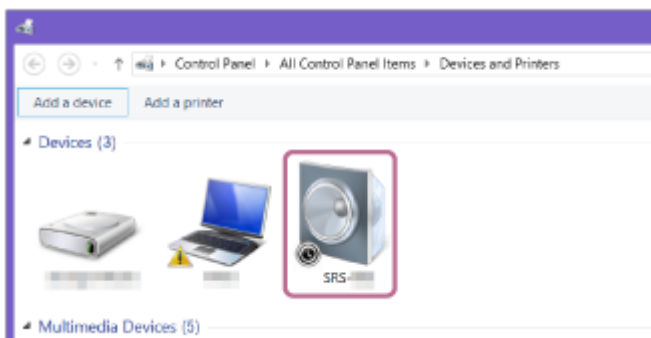 Control Panel All Control Panel Items Devices and Printers
Add a device Add a printer
Devices (3)
SRS-
Multimedia Devices (5)